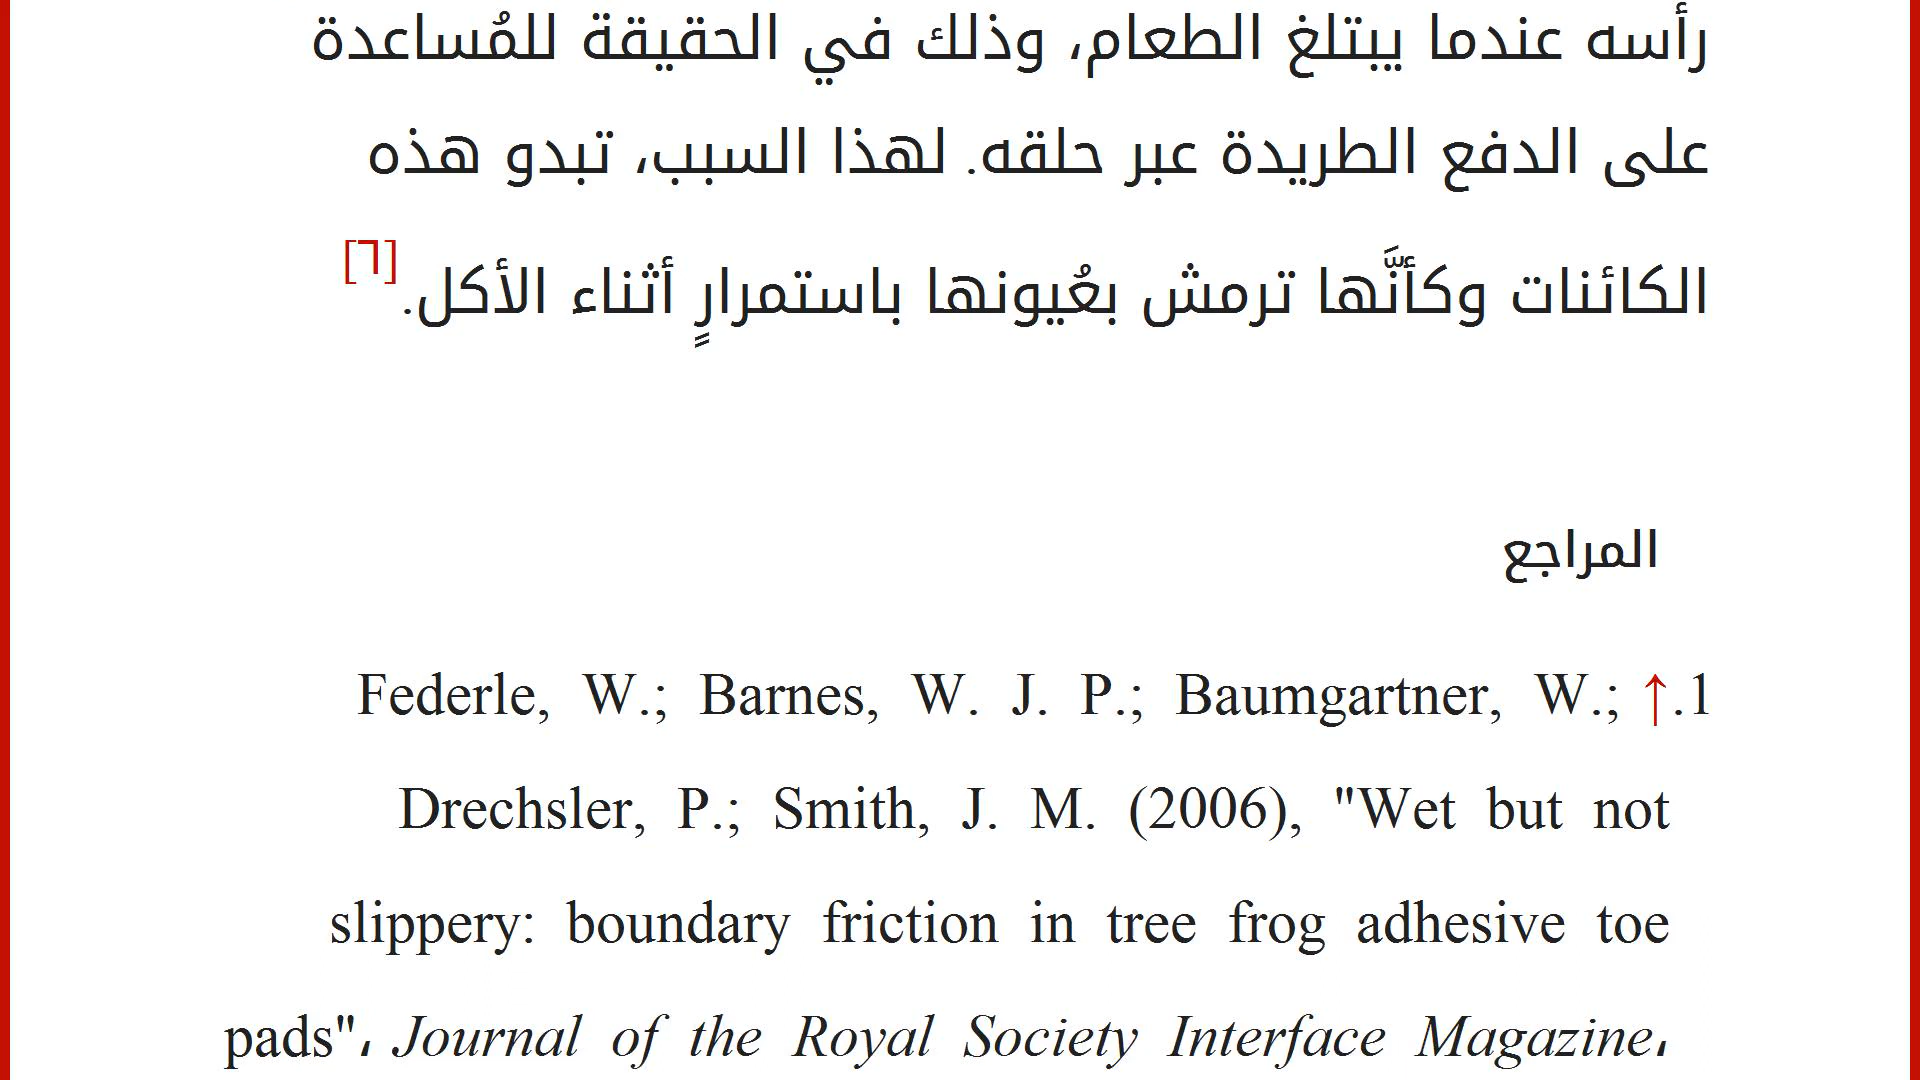 رأسه عندما يبتلغ الطعام، وذلك في الحقيقة للمُساعدة
على الدفع الطريدة عبر حلقه. لهذا السبب، تبدو هذه
الكائنات وكأنَّها ترمش بعُيونها باستمرارٍ أثناء الأكل.[٦]
المراجع
1.↑ Federle, W.; Barnes, W. J. P.; Baumgartner, W.;
Drechsler, P.; Smith, J. M. (2006), "Wet but not
slippery: boundary friction in tree frog adhesive toe
pads"، Journal of the Royal Society Interface Magazine،